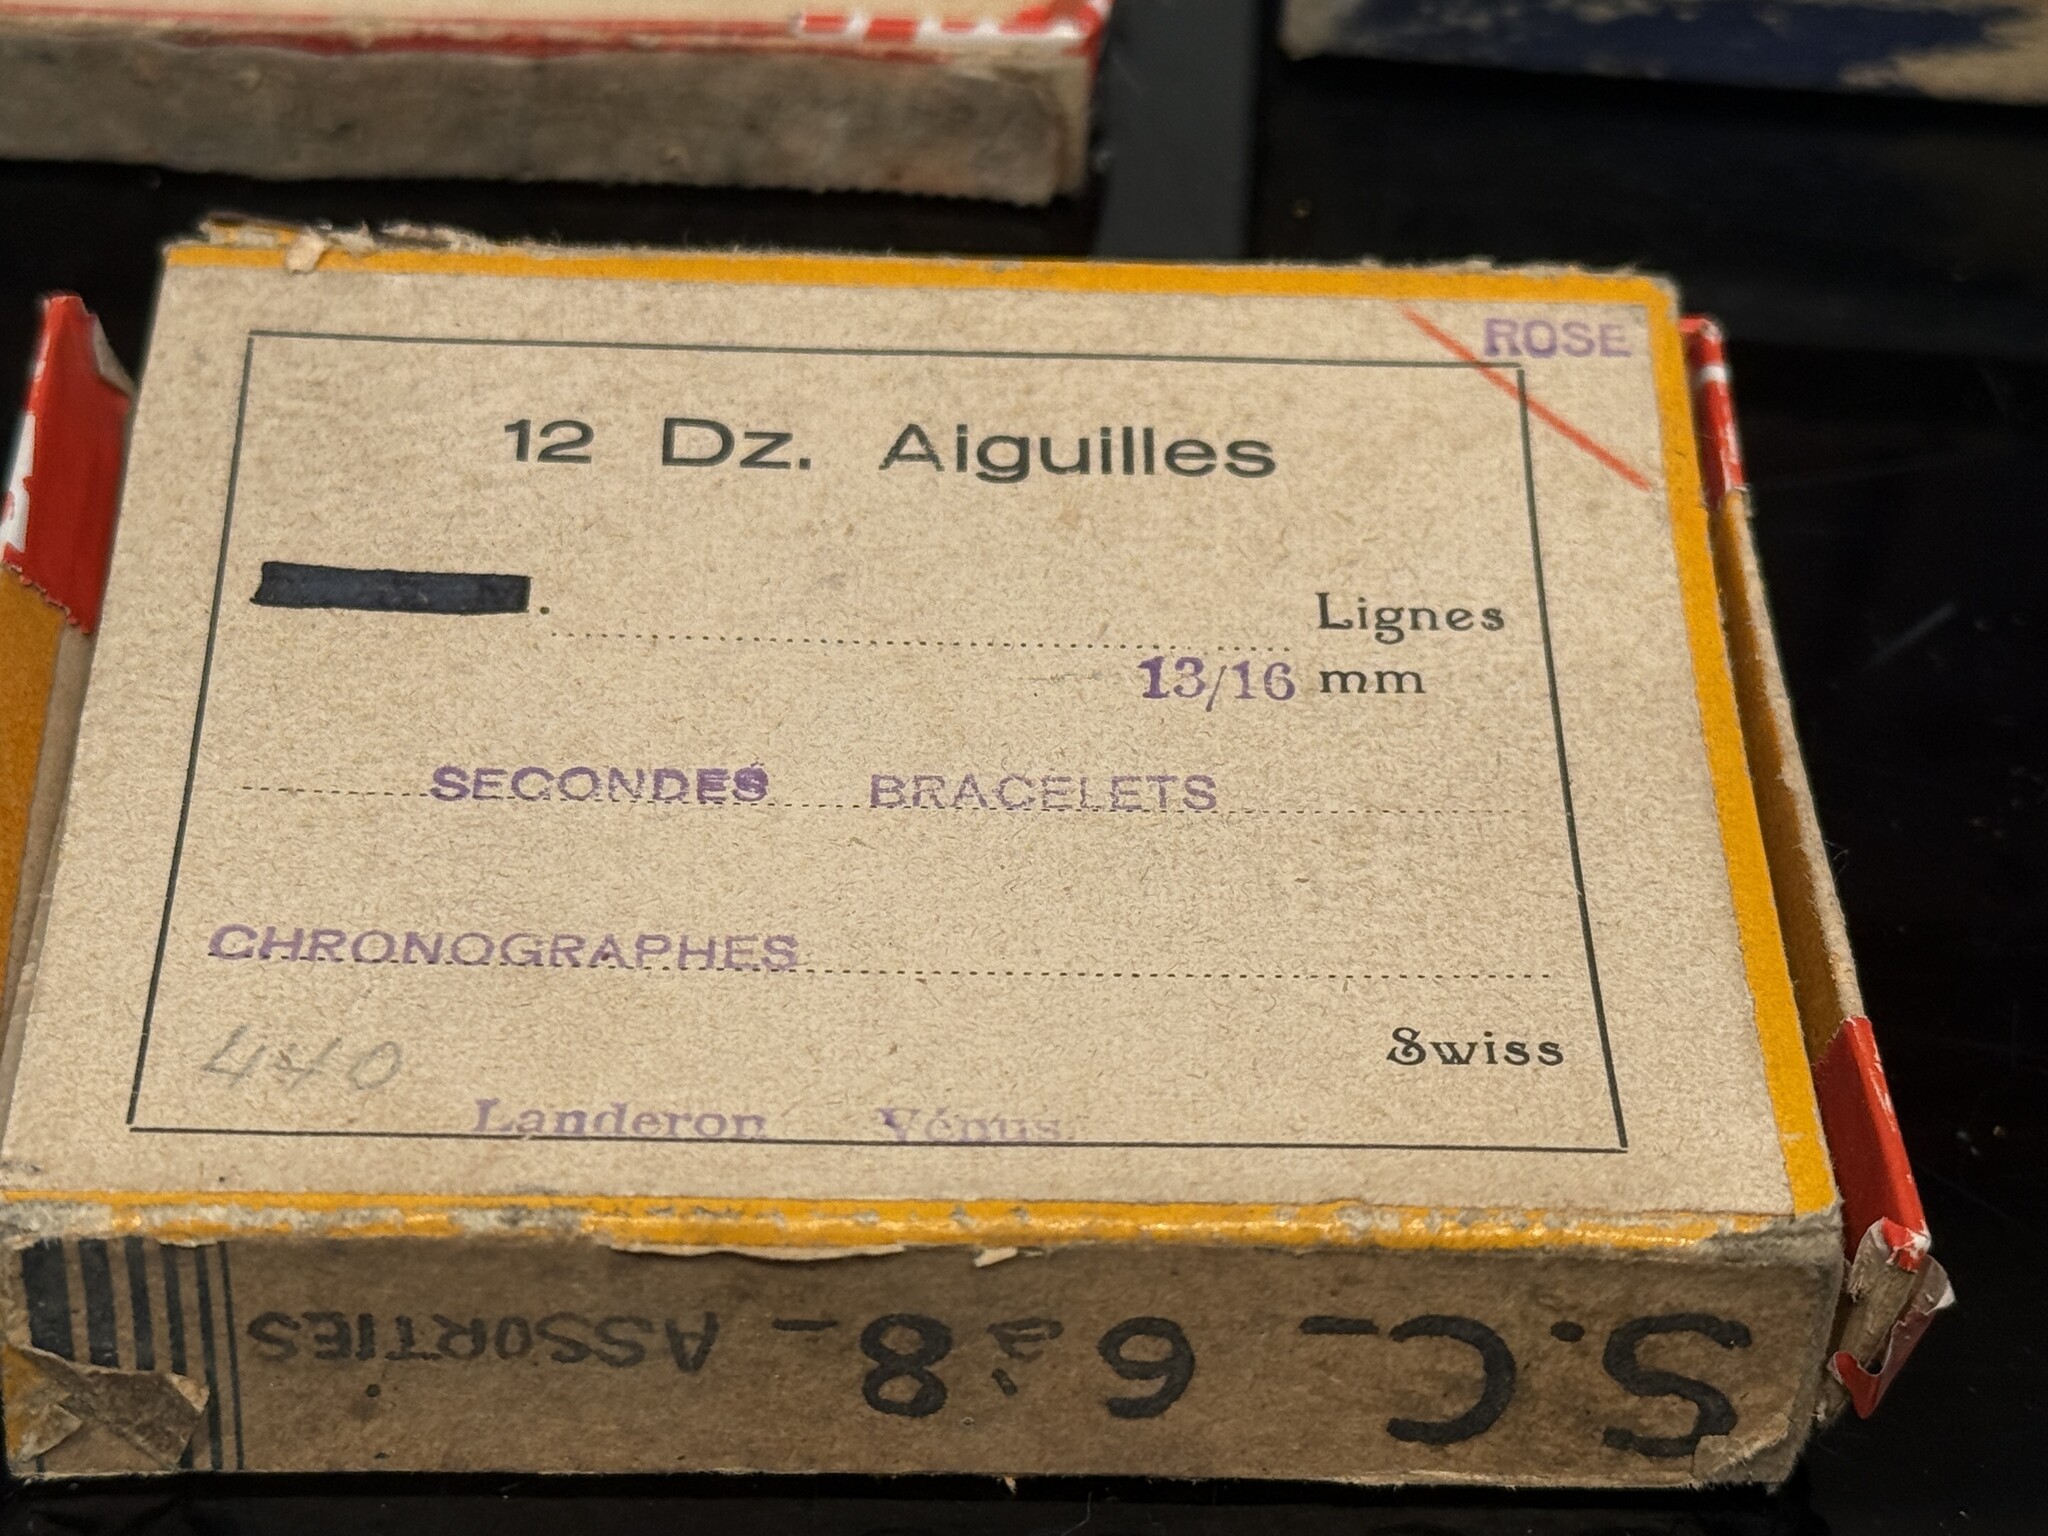 ROSE
12 Dz. Aiguilles
Lignes
13/16 mm
SECONDES BRACELETS
CHRONOGRAPHES
440
Swiss
Landeron Vénus
S.C - 6 à 8 - ASSORTIES